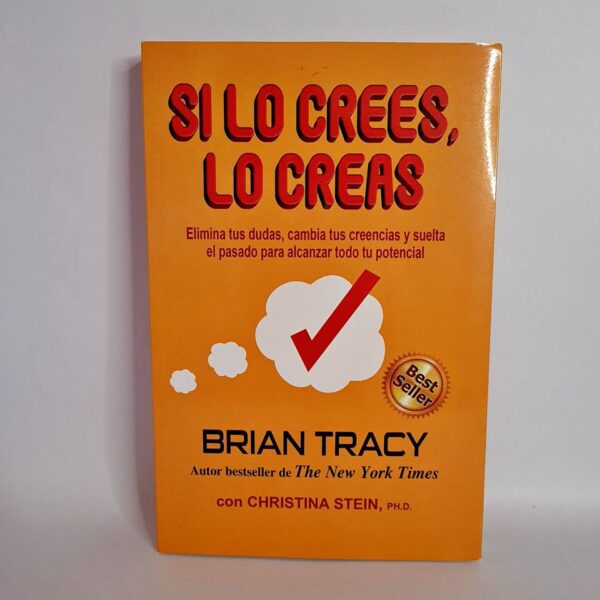 SI LO CREES,
LO CREAS
Elimina tus dudas, cambia tus creencias y suelta
el pasado para alcanzar todo tu potencial
Best
Seller
BRIAN TRACY
Autor bestseller de The New York Times
con CHRISTINA STEIN, PH.D.